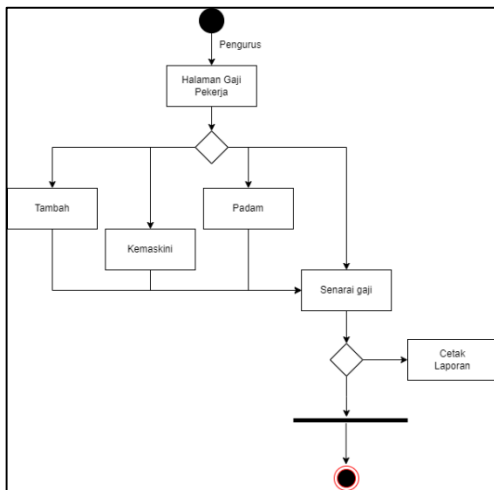 Pengurus
Halaman Gaji
Pekerja
Tambah
Padam
Kemaskini
Senarai gaji
Cetak
Laporan